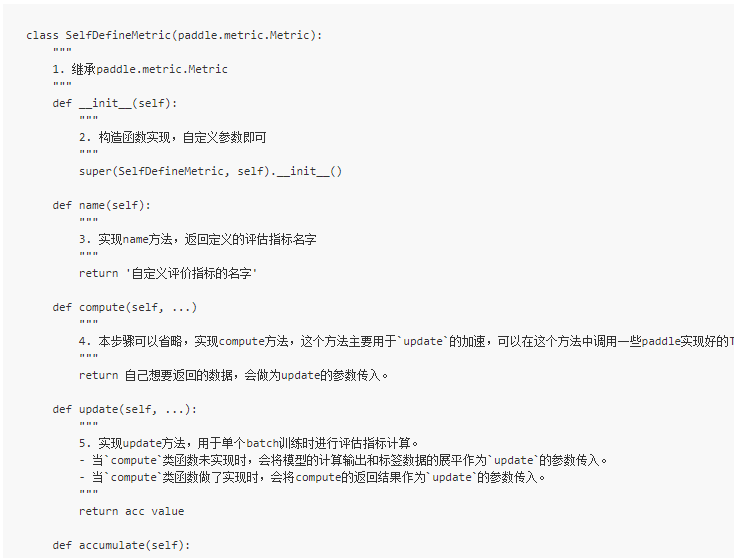 class SelfDefineMetric(paddle.metric.Metric):
"""
1. 继承paddle.metric.Metric
"""
def __init__(self):
"""
2. 构造函数实现，自定义参数即可
"""
super(SelfDefineMetric, self).__init__()
def name(self):
"""
3. 实现name方法，返回定义的评估指标名字
"""
return '自定义评价指标的名字'
def compute(self, ...)
"""
4. 本步骤可以省略，实现compute方法，这个方法主要用于`update`的加速，可以在这个方法中调用一些paddle实现好的T
"""
return 自己想要返回的数据，会做为update的参数传入。
def update(self, ...):
"""
5. 实现update方法，用于单个batch训练时进行评估指标计算。
- 当`compute`类函数未实现时，会将模型的计算输出和标签数据的展平作为`update`的参数传入。
- 当`compute`类函数做了实现时，会将compute的返回结果作为`update`的参数传入。
"""
return acc value
def accumulate(self):